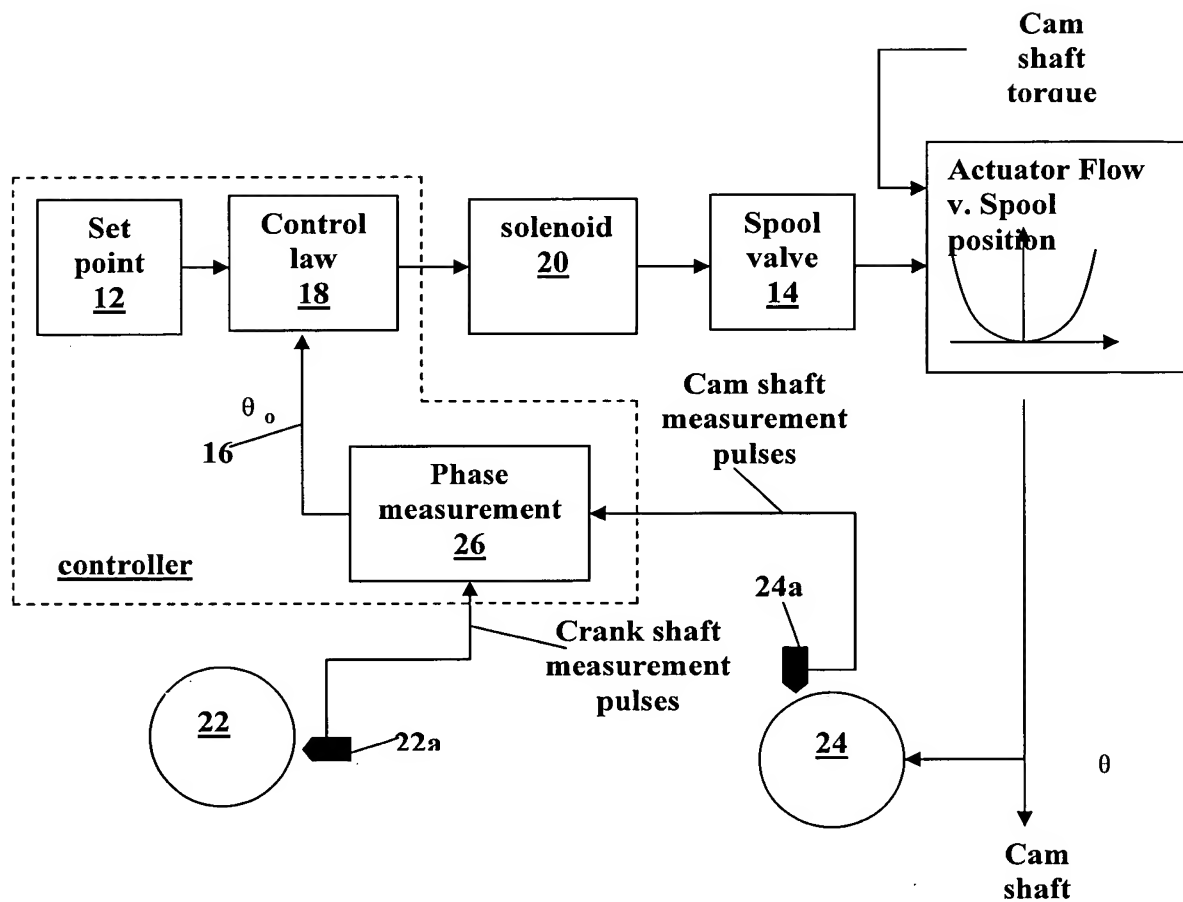 Cam
shaft
torque
Actuator Flow
v. Spool
position
Set
point
12
Control
law
18
solenoid
20
Spool
valve
14
θ o
16
Cam shaft
measurement
pulses
Phase
measurement
26
controller
24a
Crank shaft
measurement
pulses
22
22a
24
θ
Cam
shaft